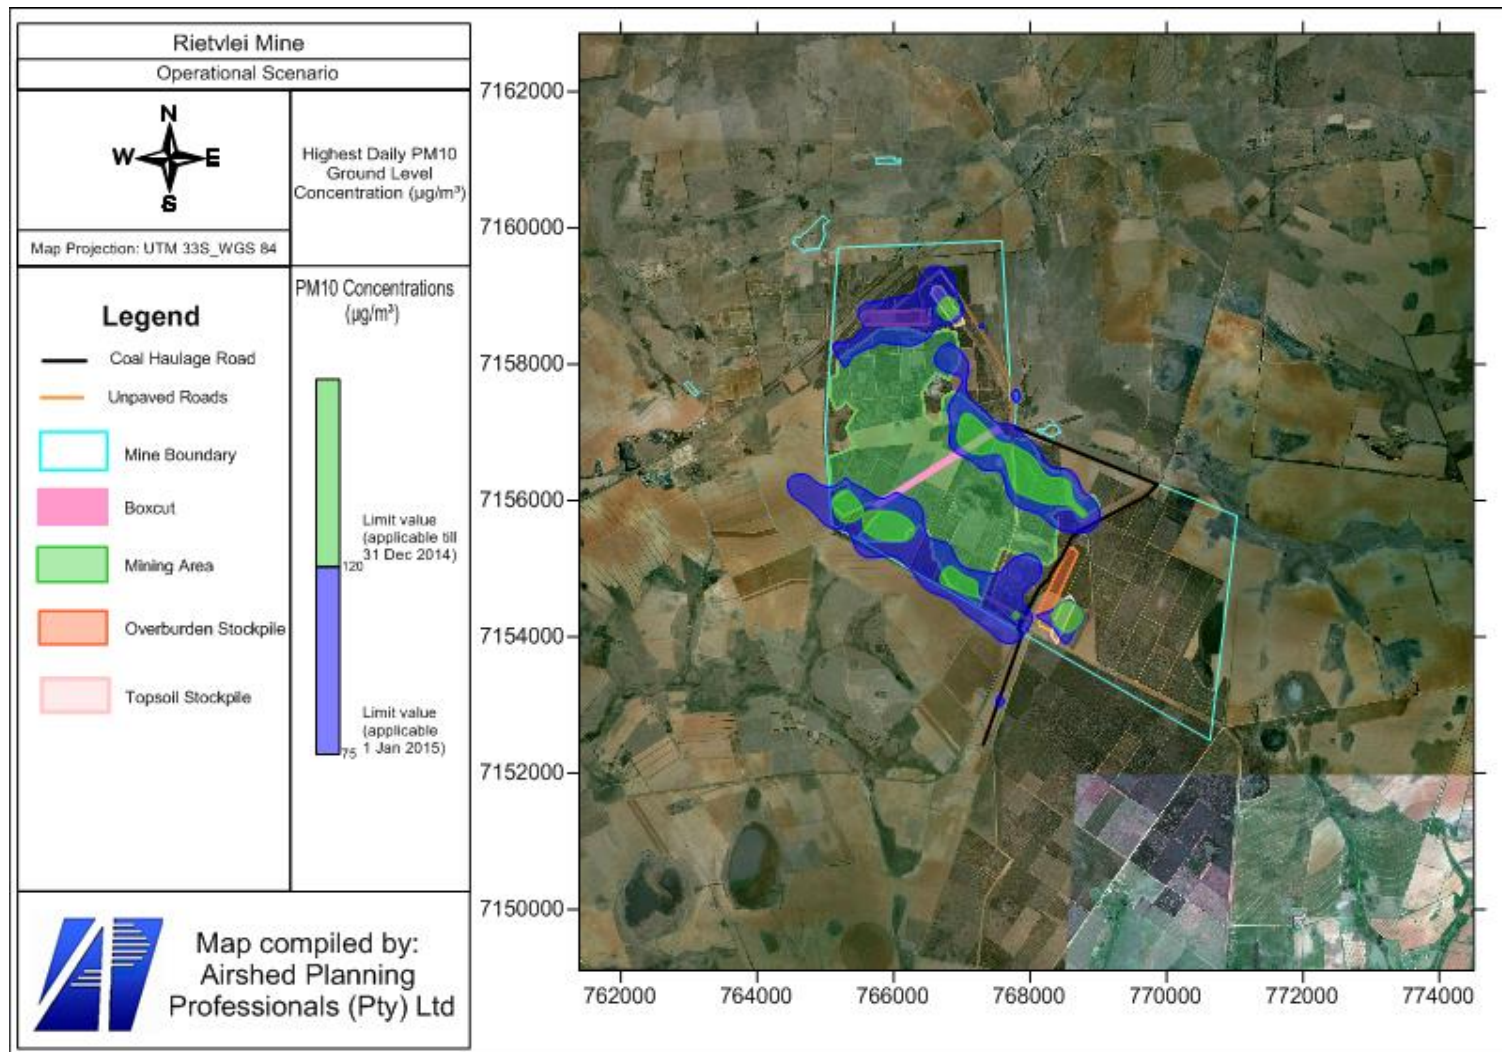 Rietvlei Mine
Operational Scenario
N
W E
S
Map Projection: UTM 33S_WGS 84
Highest Daily PM10
Ground Level
Concentration (µg/m³)
Legend
Coal Haulage Road
Unpaved Roads
Mine Boundary
Boxcut
Mining Area
Overburden Stockpile
Topsoil Stockpile
PM10 Concentrations
(µg/m³)
Limit value
(applicable till
31 Dec 2014)
120
Limit value
(applicable
1 Jan 2015)
75
Map compiled by:
Airshed Planning
Professionals (Pty) Ltd
7162000
7160000
7158000
7156000
7154000
7152000
7150000
762000 764000 766000 768000 770000 772000 774000